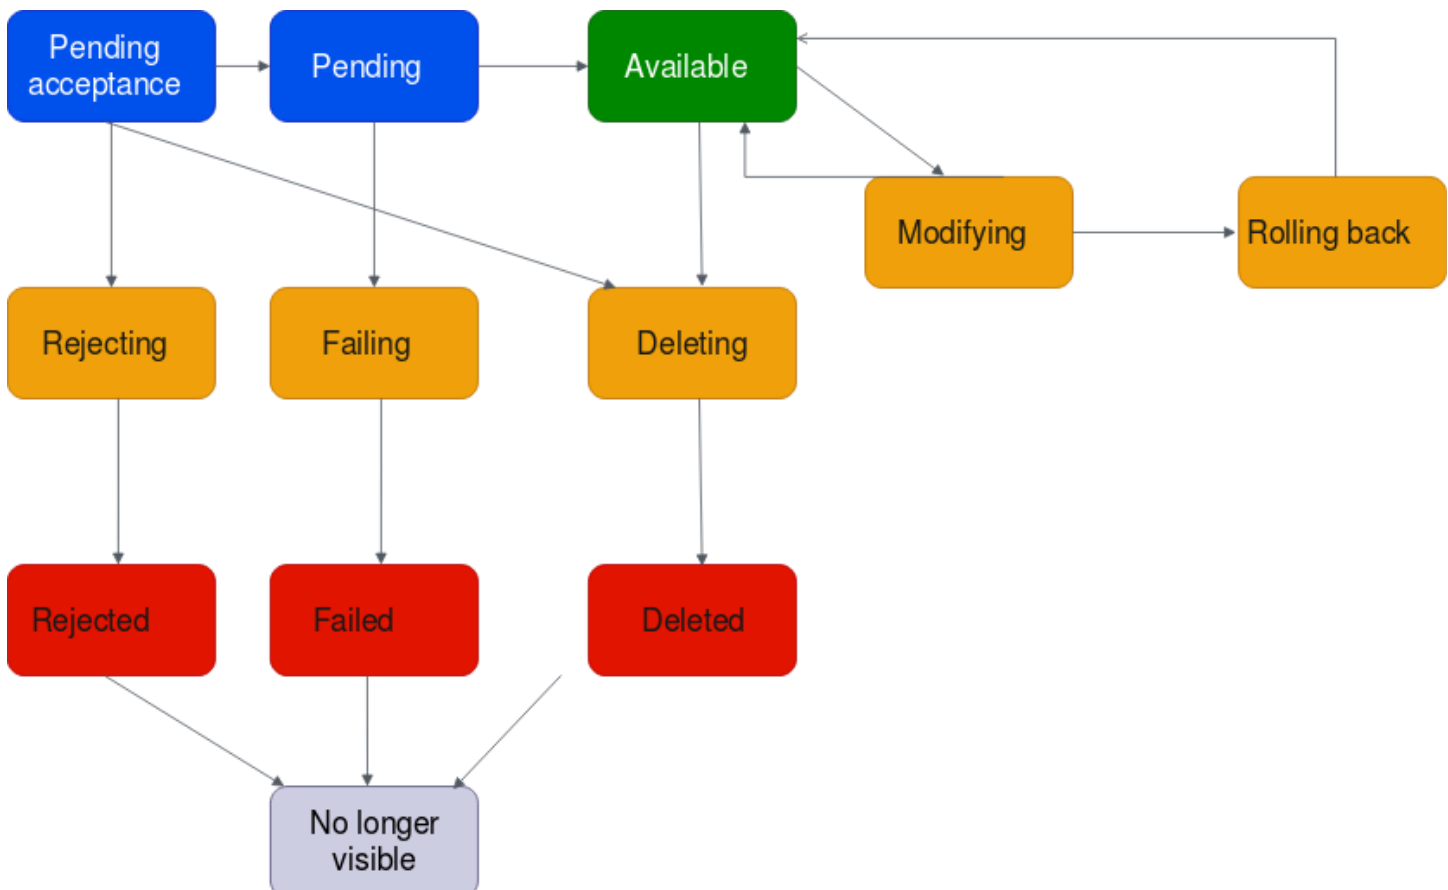 Pending
acceptance
Pending
Available
Modifying
Rolling back
Rejecting
Failing
Deleting
Rejected
Failed
Deleted
No longer
visible